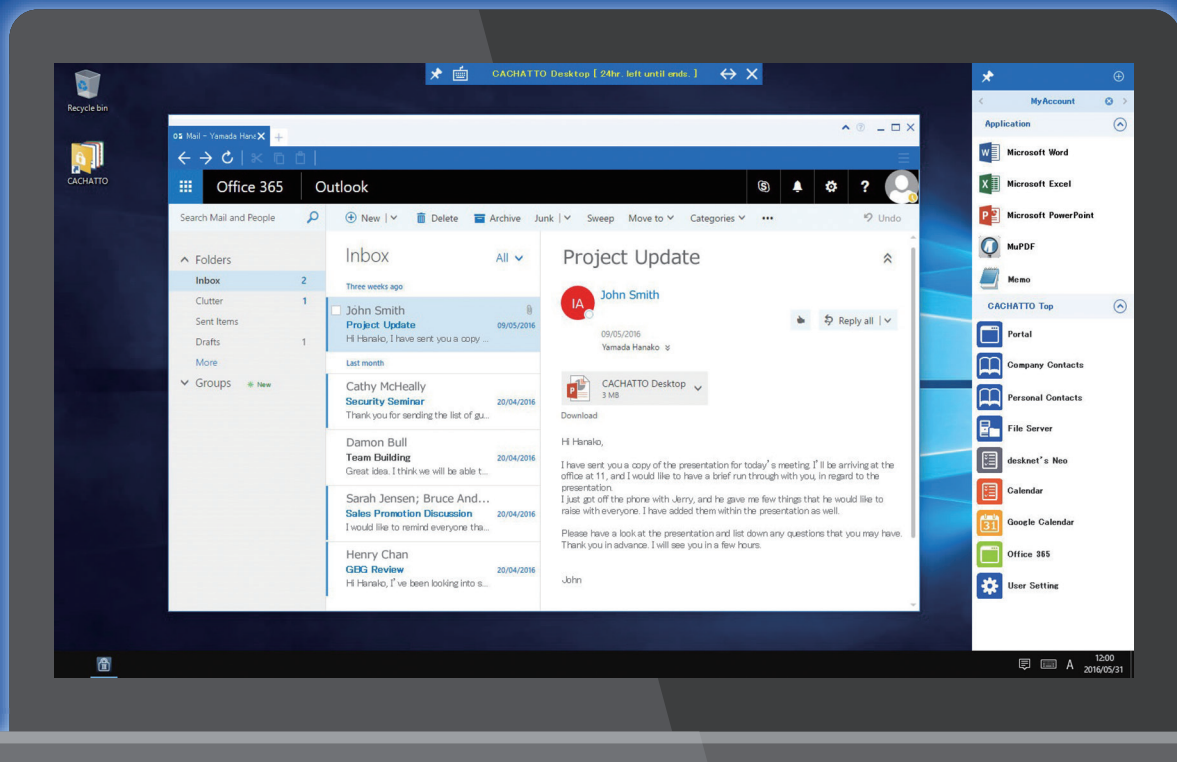 CACHATTO Desktop [ 24hr. left until ends. ]
Recycle bin
CACHATTO
Mail - Yamada Hana
Office 365
Outlook
Search Mail and People
New
Delete
Archive
Junk
Sweep
Move to
Categories
Undo
Folders
Inbox 2
Clutter 1
Sent Items
Drafts 1
More
Groups New
Inbox
All
Three weeks ago
John Smith
Project Update 09/05/2016
Hi Hanako, I have sent you a copy ...
Last month
Cathy McHeally
Security Seminar 20/04/2016
Thank you for sending the list of gu...
Damon Bull
Team Building 20/04/2016
Great idea. I think we will be able t...
Sarah Jensen; Bruce And...
Sales Promotion Discussion 20/04/2016
I would like to remind everyone tha...
Henry Chan
GBG Review 20/04/2016
Hi Hanako, I've been looking into s...
Project Update
IA
John Smith
Reply all
09/05/2016
Yamada Hanako
CACHATTO Desktop
3 MB
Download
Hi Hanako,
I have sent you a copy of the presentation for today's meeting. I'll be arriving at the
office at 11, and I would like to have a brief run through with you, in regard to the
presentation.
I just got off the phone with Jerry, and he gave me few things that he would like to
raise with everyone. I have added them within the presentation as well.
Please have a look at the presentation and list down any questions that you may have.
Thank you in advance. I will see you in a few hours.
John
MyAccount
Application
Microsoft Word
Microsoft Excel
Microsoft PowerPoint
MuPDF
Memo
CACHATTO Top
Portal
Company Contacts
Personal Contacts
File Server
desknet's Neo
Calendar
31
Google Calendar
Office 365
User Setting
A
12:00
2016/05/31